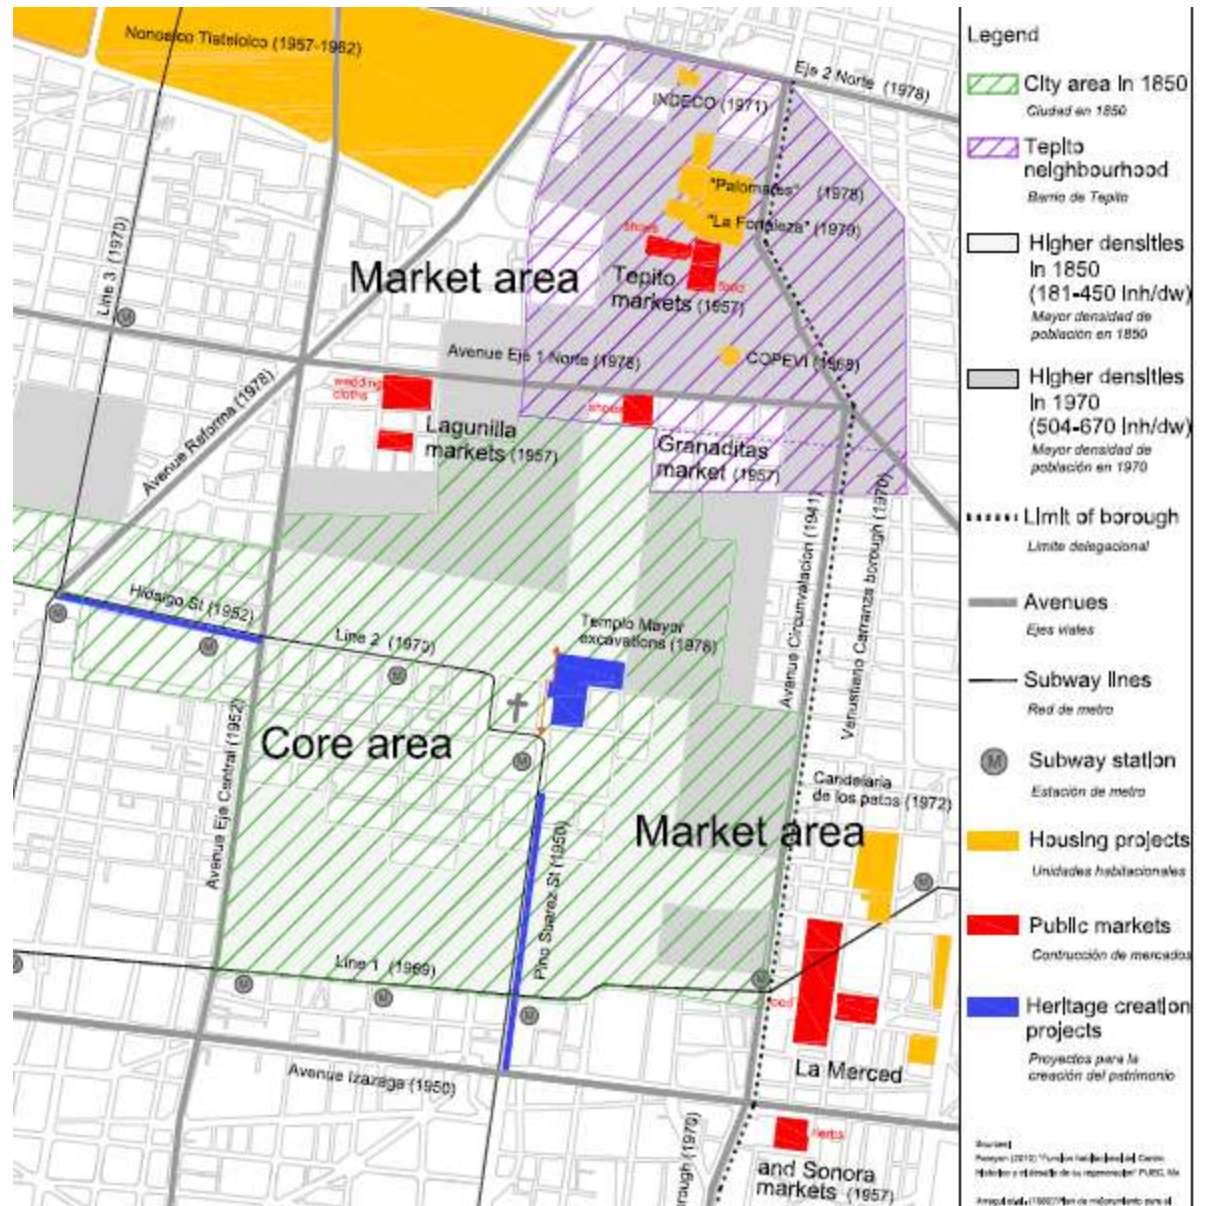 Nonoalco Tlatelolco (1957-1962)
Eje 2 Norte (1978)
INDECO (1971)
"Palomares" (1978)
"La Fortaleza" (1979)
shoes
food
Tepito
markets (1957)
Market area
Line 3 (1970)
M
Avenue Eje 1 Norte (1978)
COPEVI (1968)
wedding
cloths
shoes
Lagunilla
markets (1957)
Granaditas
market (1957)
Avenue Raforma (1978)
Avenue Circunvalacion (1941)
Venustiano Carranza borough (1970)
Hidalgo St (1952)
M
M
Line 2 (1970)
M
Templo Mayor
excavations (1978)
Core area
M
Avenue Eje Central (1952)
Candelaria
de los patos (1972)
Market area
M
Pino Suarez St (1950)
Line 1 (1969)
M
M
M
M
M
La Merced
Avenue Izazaga (1950)
herbs
and Sonora
markets (1957)
rough (1970)
Legend
City area in 1850
Ciudad en 1850
Tepito
neighbourhood
Barrio de Tepito
Higher densities
in 1850
(181-450 inh/dw)
Mayor densidad de
población en 1850
Higher densities
in 1970
(504-670 inh/dw)
Mayor densidad de
población en 1970
Limit of borough
Limite delegacional
Avenues
Ejes viales
Subway lines
Red de metro
M
Subway station
Estación de metro
Housing projects
Unidades habitacionales
Public markets
Contrucción de mercados
Heritage creation
projects
Proyectos para la
creación del patrimonio